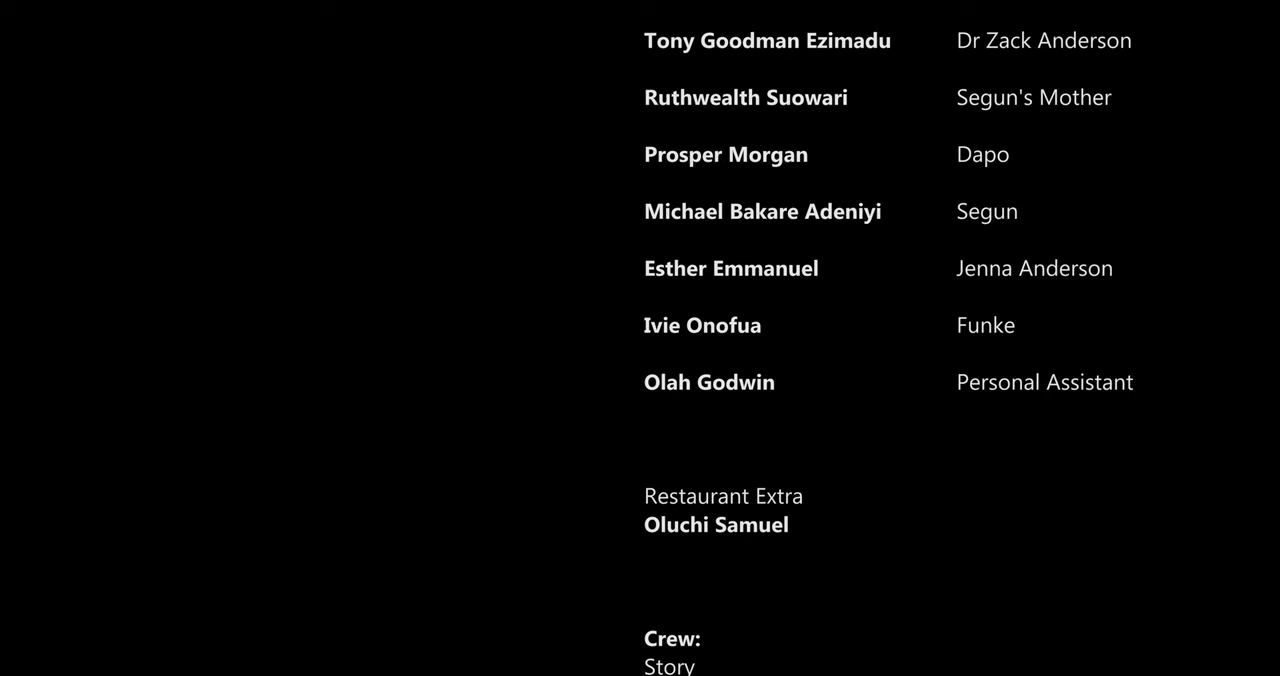 Tony Goodman Ezimadu Dr Zack Anderson
Ruthwealth Suowari Segun's Mother
Prosper Morgan Dapo
Michael Bakare Adeniyi Segun
Esther Emmanuel Jenna Anderson
Ivie Onofua Funke
Olah Godwin Personal Assistant
Restaurant Extra
Oluchi Samuel
Crew:
Story